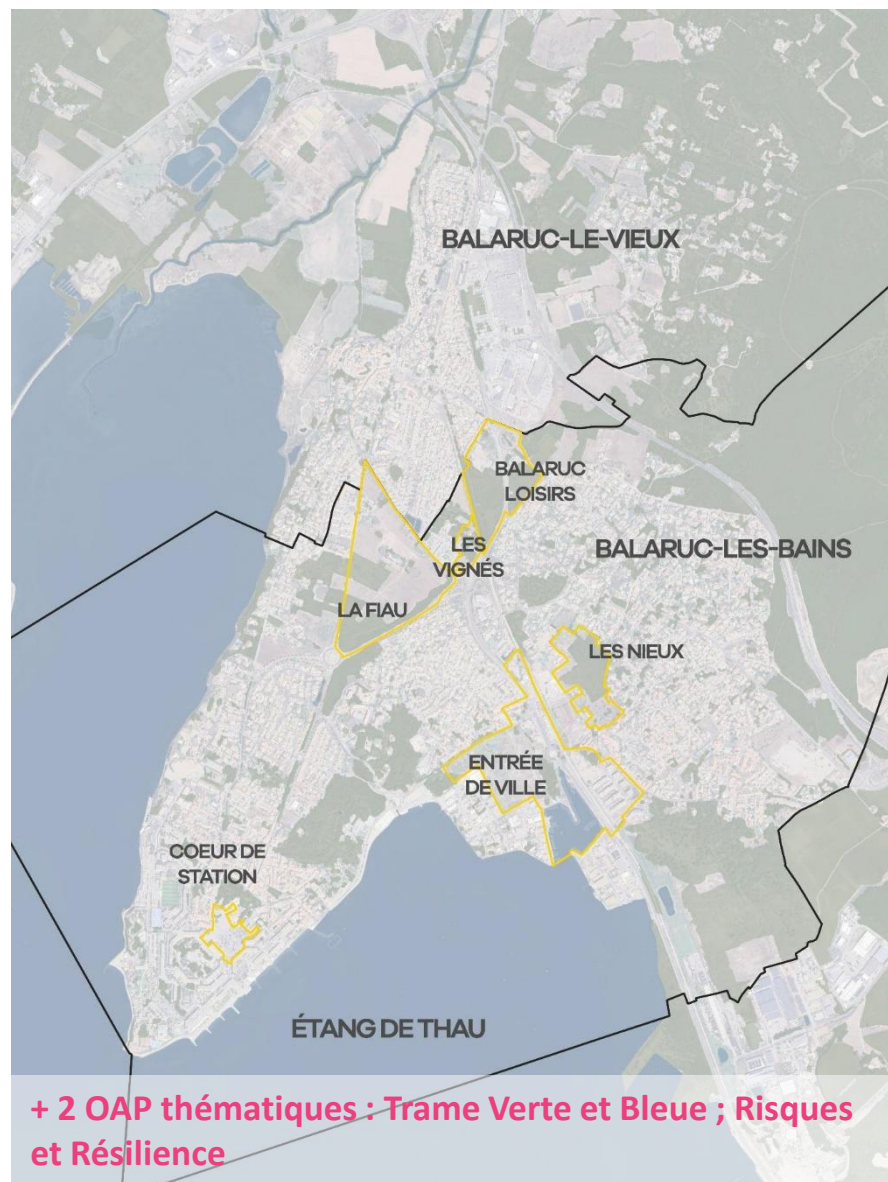 BALARUC-LE-VIEUX
BALARUC
LOISIRS
LES
VIGNÉS
BALARUC-LES-BAINS
LA FIAU
LES NIEUX
ENTRÉE
DE VILLE
COEUR DE
STATION
ÉTANG DE THAU
+ 2 OAP thématiques : Trame Verte et Bleue ; Risques
et Résilience